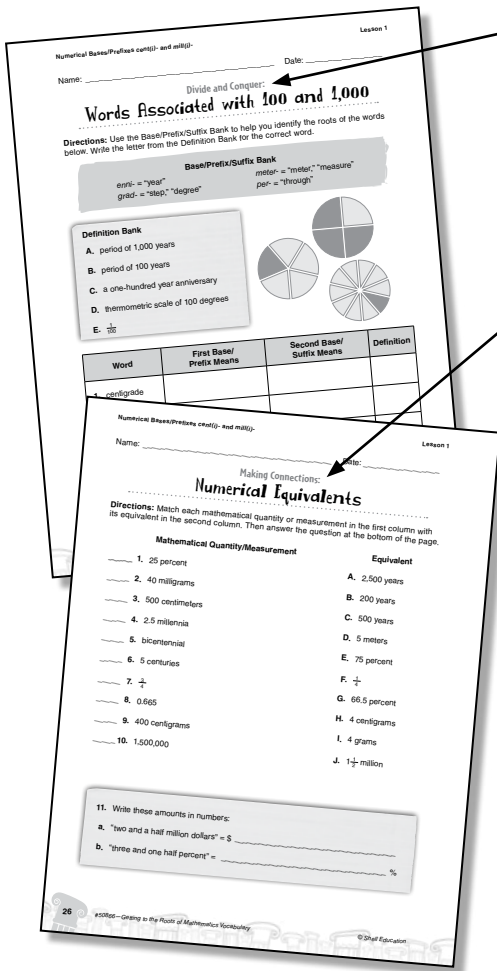 Numerical Bases/Prefixes cent(i)- and mill(i)-
Lesson 1
Name:
Date:
Divide and Conquer:
Words Associated with 100 and 1,000
Directions: Use the Base/Prefix/Suffix Bank to help you identify the roots of the words
below. Write the letter from the Definition Bank for the correct word.
Base/Prefix/Suffix Bank
enni- = "year"
meter- = "meter," "measure"
grad- = "step," "degree"
per- = "through"
Definition Bank
A. period of 1,000 years
B. period of 100 years
C. a one-hundred year anniversary
D. thermometric scale of 100 degrees
E. 1/100
Word
First Base/
Prefix Means
Second Base/
Suffix Means
Definition
1. centigrade
Numerical Bases/Prefixes cent(i)- and mill(i)-
Lesson 1
Name:
Date:
Making Connections:
Numerical Equivalents
Directions: Match each mathematical quantity or measurement in the first column with
its equivalent in the second column. Then answer the question at the bottom of the page.
Mathematical Quantity/Measurement
Equivalent
1. 25 percent
A. 2,500 years
2. 40 milligrams
B. 200 years
3. 500 centimeters
C. 500 years
4. 2.5 millennia
D. 5 meters
5. bicentennial
E. 75 percent
6. 5 centuries
F. 1/4
7. 3/4
G. 66.5 percent
8. 0.665
H. 4 centigrams
9. 400 centigrams
I. 4 grams
10. 1,500,000
J. 1 1/2 million
11. Write these amounts in numbers:
a. "two and a half million dollars" = $
b. "three and one half percent" = %
26
#50866—Getting to the Roots of Mathematics Vocabulary
© Shell Education